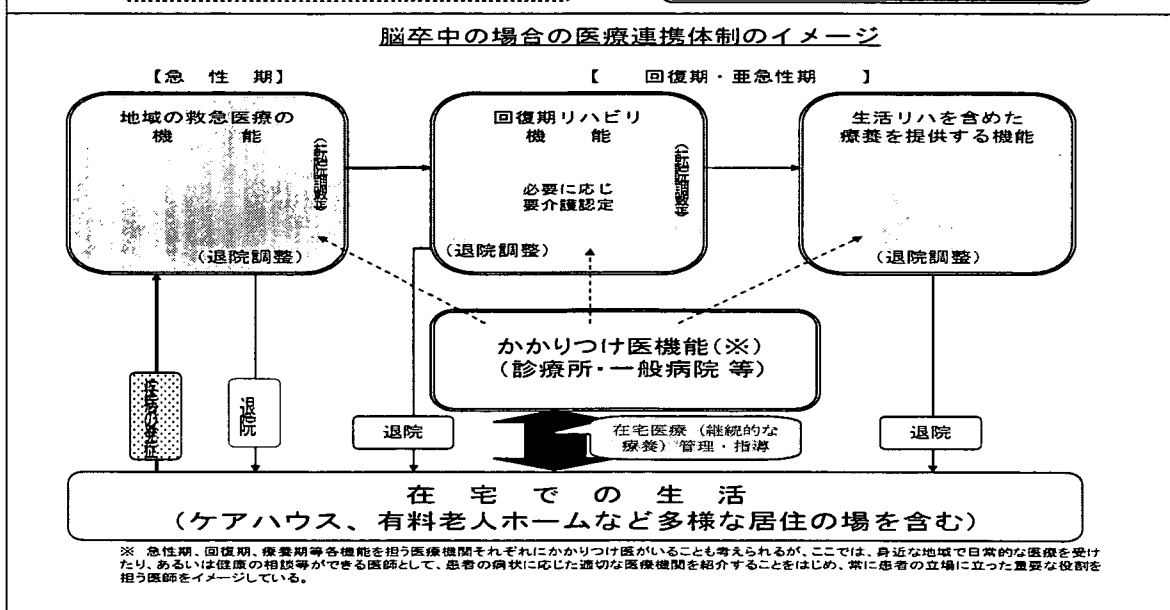 脳卒中の場合の医療連携体制のイメージ
【急 性 期】
【 回復期・亜急性期 】
地域の救急医療の
機 能
(転院調整)
(退院調整)
回復期リハビリ
機 能
必要に応じ
要介護認定
(転院調整)
(退院調整)
生活リハを含めた
療養を提供する機能
(退院調整)
かかりつけ医機能(※)
(診療所・一般病院 等)
退院
退院
在宅医療(継続的な
療養)管理・指導
退院
在 宅 で の 生 活
(ケアハウス、有料老人ホームなど多様な居住の場を含む)
※ 急性期、回復期、療養期等各機能を担う医療機関それぞれにかかりつけ医がいることも考えられるが、ここでは、身近な地域で日常的な医療を受け
たり、あるいは健康の相談等ができる医師として、患者の病状に応じた適切な医療機関を紹介することをはじめ、常に患者の立場に立った重要な役割を
担う医師をイメージしている。